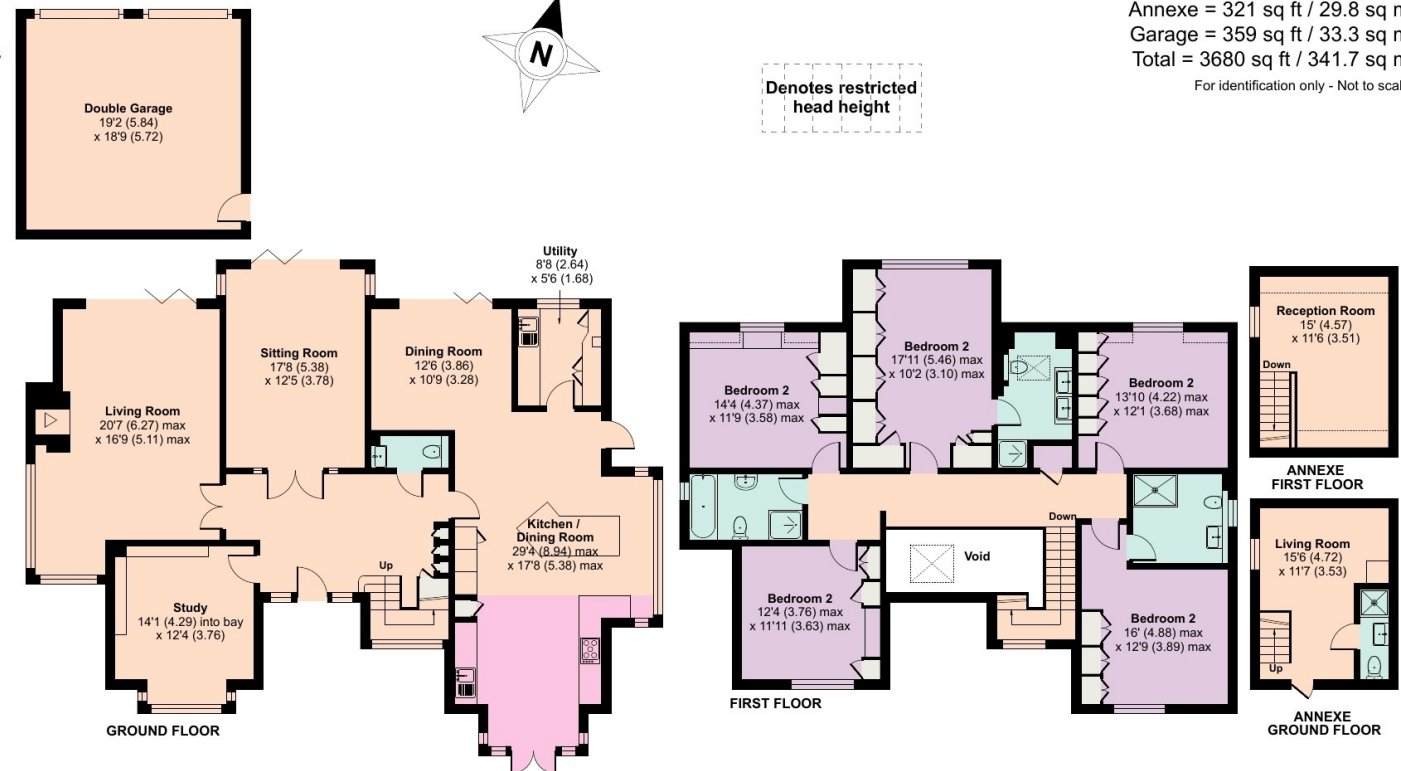 Annexe = 321 sq ft / 29.8 sq m
Garage = 359 sq ft / 33.3 sq m
Total = 3680 sq ft / 341.7 sq m
For identification only - Not to scal
N
Denotes restricted
head height
Double Garage
19'2 (5.84)
x 18'9 (5.72)
Utility
8'8 (2.64)
x 5'6 (1.68)
Sitting Room
17'8 (5.38)
x 12'5 (3.78)
Dining Room
12'6 (3.86)
x 10'9 (3.28)
Living Room
20'7 (6.27) max
x 16'9 (5.11) max
Kitchen /
Dining Room
29'4 (8.94) max
x 17'8 (5.38) max
Up
Study
14'1 (4.29) into bay
x 12'4 (3.76)
GROUND FLOOR
Bedroom 2
14'4 (4.37) max
x 11'9 (3.58) max
Bedroom 2
17'11 (5.46) max
x 10'2 (3.10) max
Bedroom 2
13'10 (4.22) max
x 12'1 (3.68) max
Down
Void
Bedroom 2
12'4 (3.76) max
x 11'11 (3.63) max
Bedroom 2
16' (4.88) max
x 12'9 (3.89) max
FIRST FLOOR
Reception Room
15' (4.57)
x 11'6 (3.51)
Down
ANNEXE
FIRST FLOOR
Living Room
15'6 (4.72)
x 11'7 (3.53)
Up
ANNEXE
GROUND FLOOR